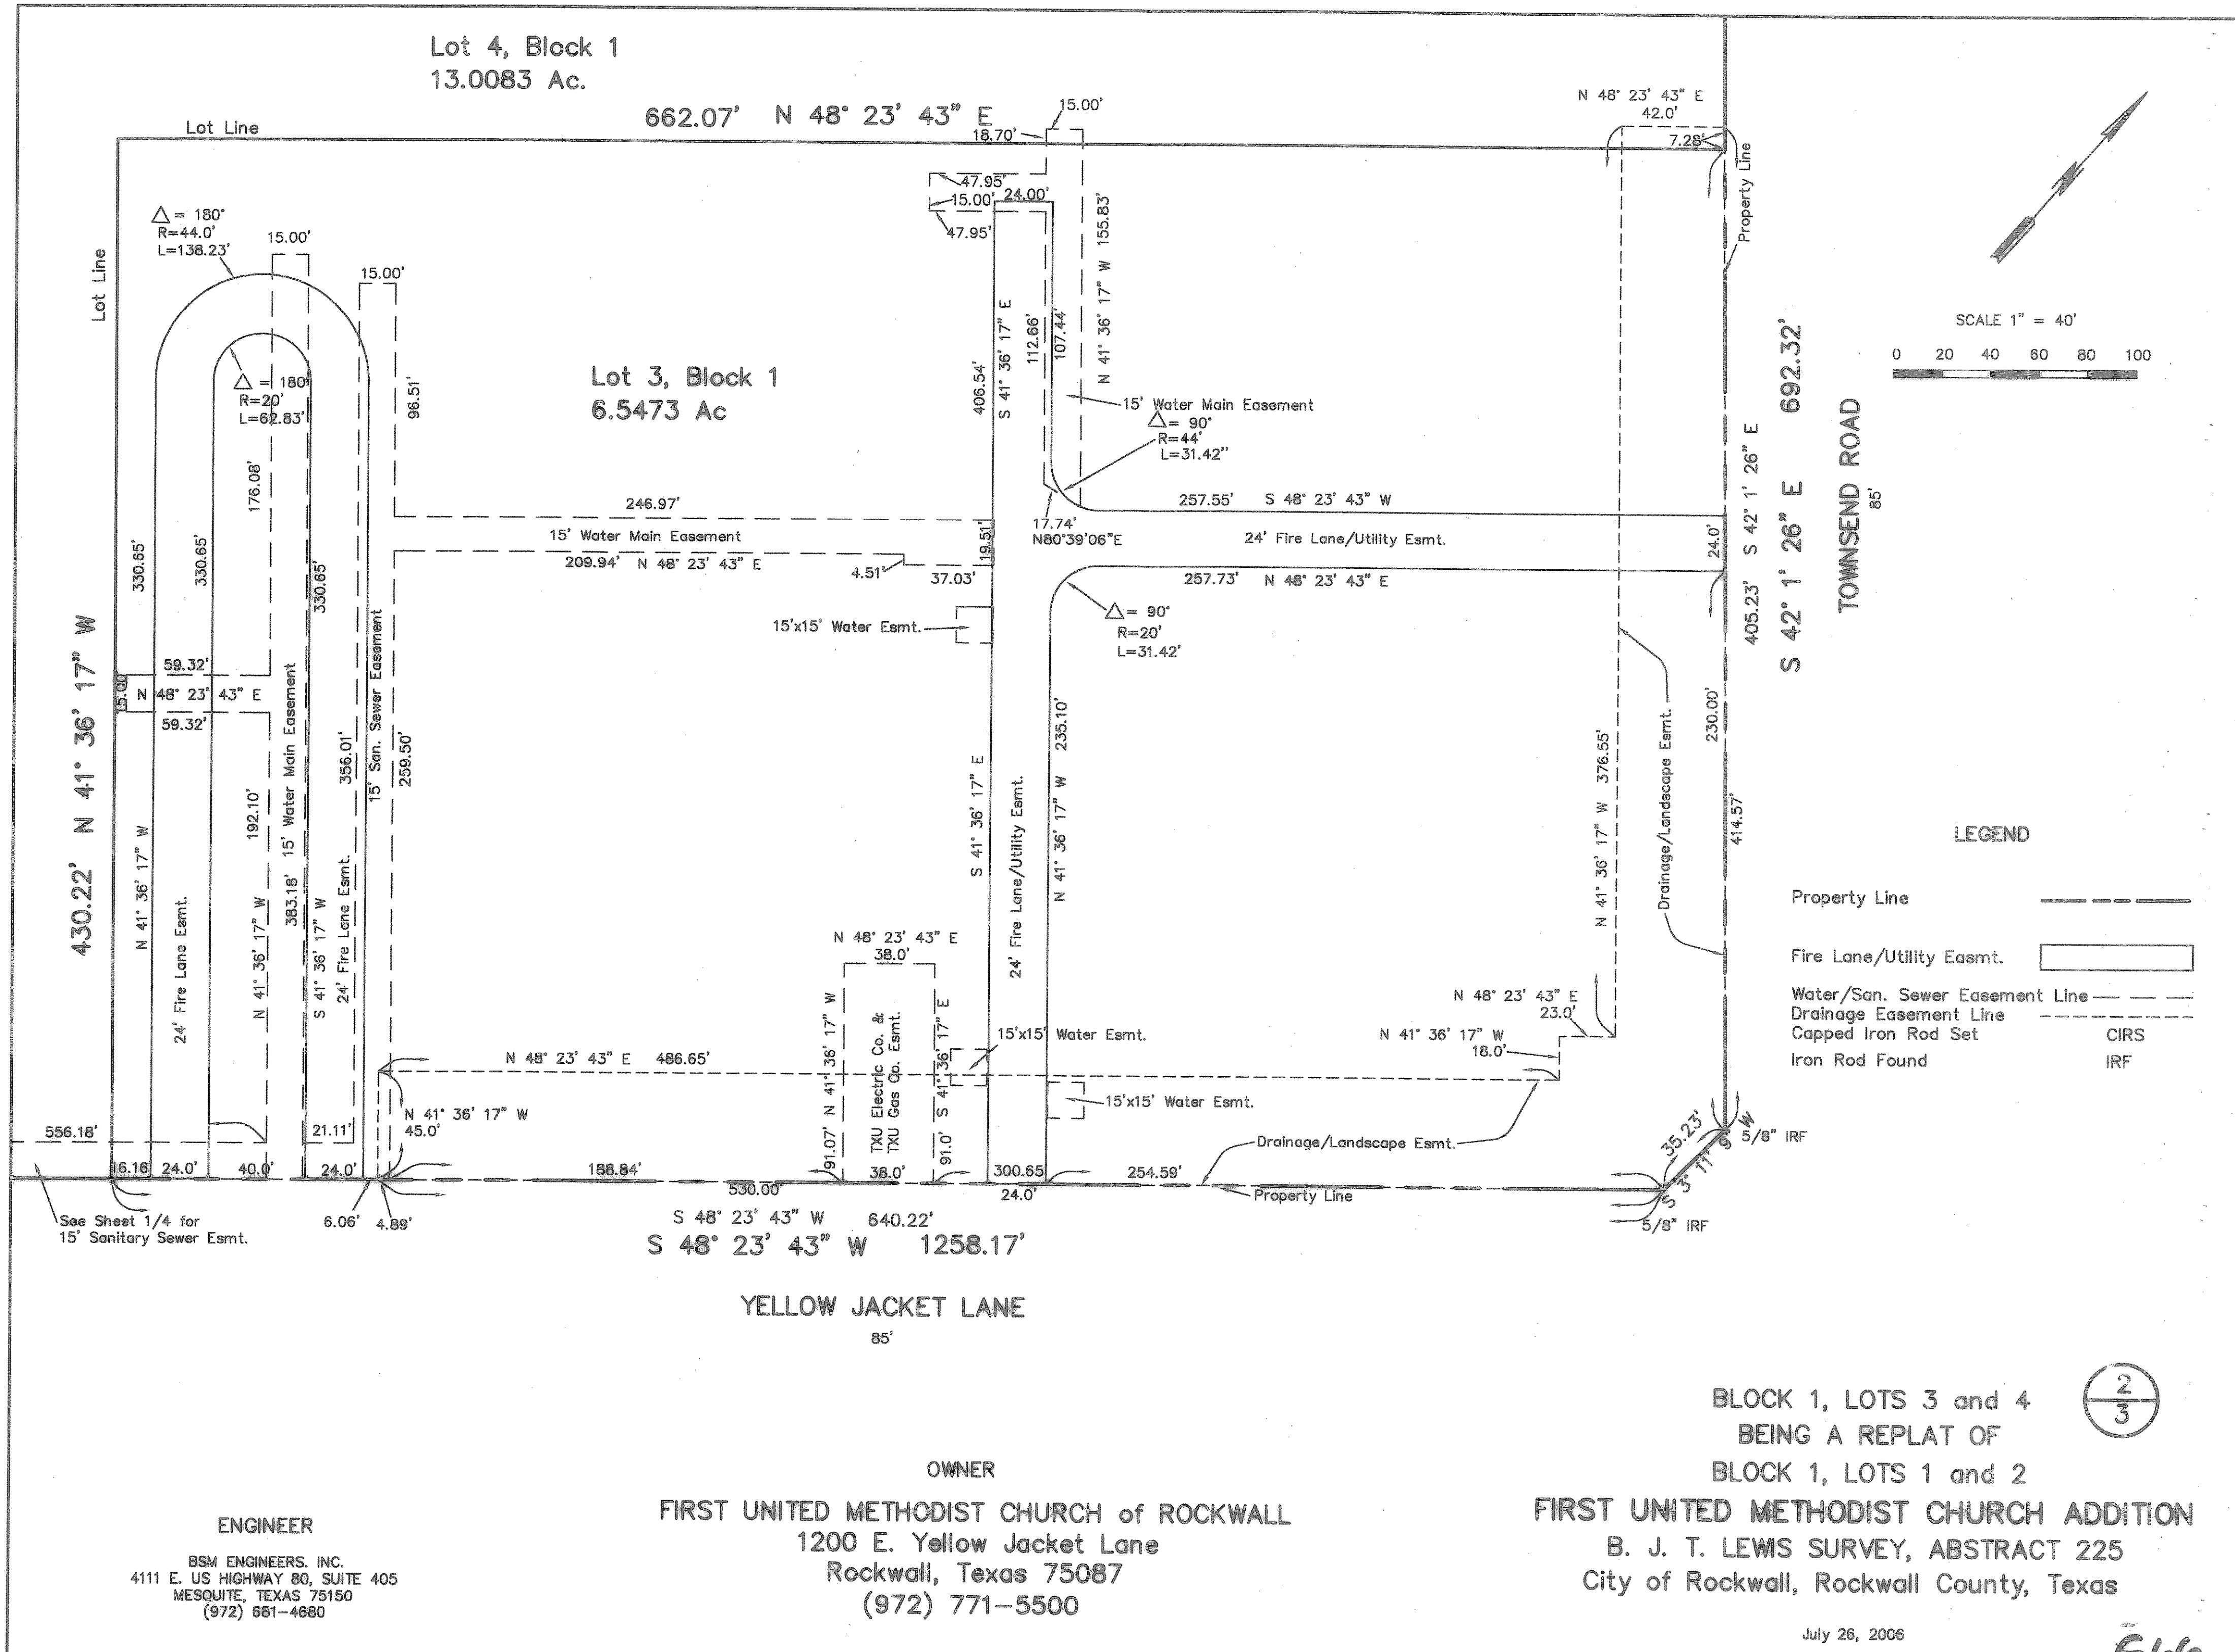 Lot 4, Block 1
13.0083 Ac.
662.07' N 48° 23' 43" E
Lot Line
18.70'
15.00'
N 48° 23' 43" E
42.0'
7.28'
Property Line
Lot Line
△= 180°
R=44.0'
L=138.23'
15.00'
15.00'
△= 180°
R=20'
L=62.83'
47.95'
15.00'
24.00'
47.95'
N 41° 36' 17" W 155.83'
Lot 3, Block 1
6.5473 Ac
96.51'
176.08'
406.54'
S 41° 36' 17" E
112.66'
107.44'
15' Water Main Easement
△= 90°
R=44'
L=31.42"
SCALE 1" = 40'
0 20 40 60 80 100
692.32'
S 42° 1' 26" E
TOWNSEND ROAD
85'
S 42° 1' 26" E
405.23'
24.0'
246.97'
15' Water Main Easement
209.94' N 48° 23' 43" E
4.51'
37.03'
19.51'
17.74'
N80°39'06"E
257.55' S 48° 23' 43" W
24' Fire Lane/Utility Esmt.
257.73' N 48° 23' 43" E
△= 90°
R=20'
L=31.42'
15'x15' Water Esmt.
330.65'
330.65'
330.65'
430.22' N 41° 36' 17" W
59.32'
15.00'
N 48° 23' 43" E
59.32'
N 41° 36' 17" W
24' Fire Lane Esmt.
192.10'
N 41° 36' 17" W
383.18' 15' Water Main Easement
S 41° 36' 17" W
356.01'
24' Fire Lane Esmt.
15' San. Sewer Easement
259.50'
S 41° 36' 17" E
24' Fire Lane/Utility Esmt.
N 41° 36' 17" W 235.10'
N 41° 36' 17" W 376.55'
Drainage/Landscape Esmt.
230.00'
414.57'
LEGEND
Property Line
Fire Lane/Utility Easmt.
Water/San. Sewer Easement Line
Drainage Easement Line
Capped Iron Rod Set CIRS
Iron Rod Found IRF
N 48° 23' 43" E
38.0'
N 41° 36' 17" W
91.07'
TXU Electric Co. &
TXU Gas Co. Esmt.
S 41° 36' 17" E
91.0'
15'x15' Water Esmt.
15'x15' Water Esmt.
N 48° 23' 43" E
23.0'
N 41° 36' 17" W
18.0'
N 48° 23' 43" E 486.65'
N 41° 36' 17" W
45.0'
Drainage/Landscape Esmt.
35.23'
S 3° 11' 9" W
5/8" IRF
5/8" IRF
556.18'
21.11'
6.16
24.0'
40.0'
24.0'
188.84'
38.0'
300.65
254.59'
530.00'
24.0'
Property Line
6.06'
4.89'
See Sheet 1/4 for
15' Sanitary Sewer Esmt.
S 48° 23' 43" W 640.22'
S 48° 23' 43" W 1258.17'
YELLOW JACKET LANE
85'
2
3
BLOCK 1, LOTS 3 and 4
BEING A REPLAT OF
BLOCK 1, LOTS 1 and 2
FIRST UNITED METHODIST CHURCH ADDITION
B. J. T. LEWIS SURVEY, ABSTRACT 225
City of Rockwall, Rockwall County, Texas
July 26, 2006
OWNER
FIRST UNITED METHODIST CHURCH of ROCKWALL
1200 E. Yellow Jacket Lane
Rockwall, Texas 75087
(972) 771-5500
ENGINEER
BSM ENGINEERS. INC.
4111 E. US HIGHWAY 80, SUITE 405
MESQUITE, TEXAS 75150
(972) 681-4680